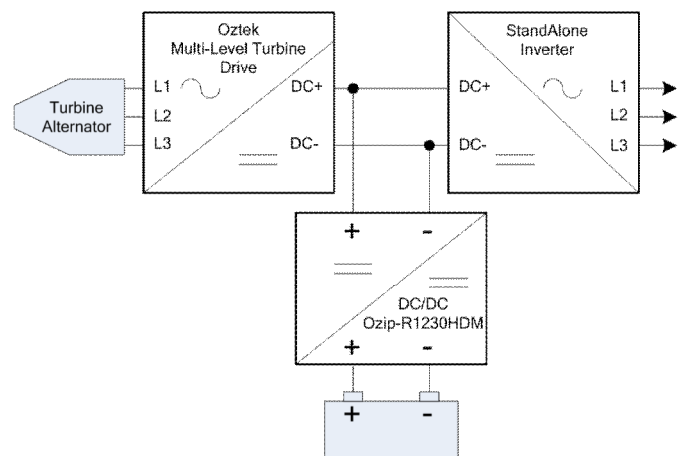 Oztek
Multi-Level Turbine
Drive
StandAlone
Inverter
Turbine
Alternator
L1
L2
L3
DC+
DC-
DC+
DC-
L1
L2
L3
+ -
DC/DC
Ozip-R1230HDM
+ -
+ -